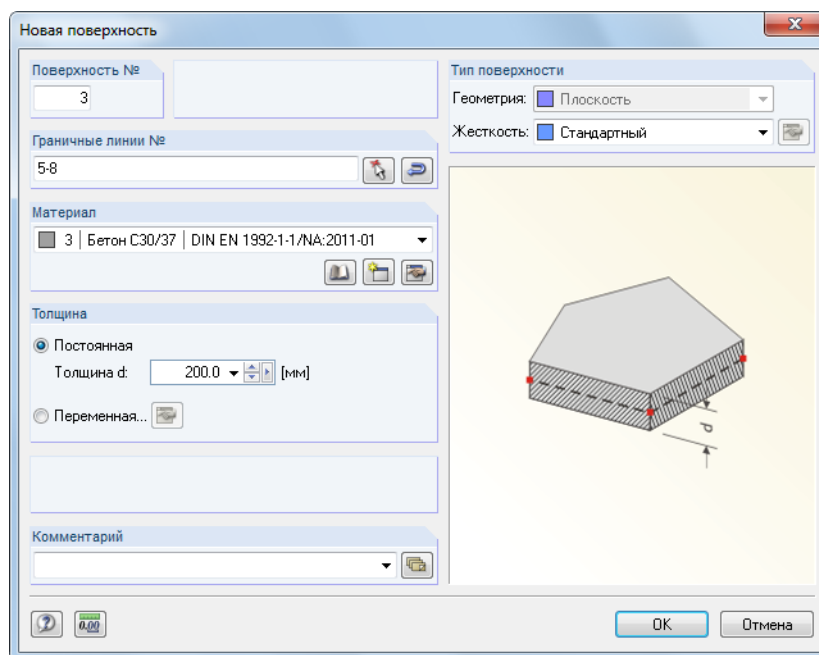 Новая поверхность
Поверхность №
3
Граничные линии №
5-8
Материал
3 | Бетон C30/37 | DIN EN 1992-1-1/NA:2011-01
Толщина
Постоянная
Толщина d: 200.0 [мм]
Переменная...
Комментарий
Тип поверхности
Геометрия: Плоскость
Жесткость: Стандартный
d
0.00
OK
Отмена